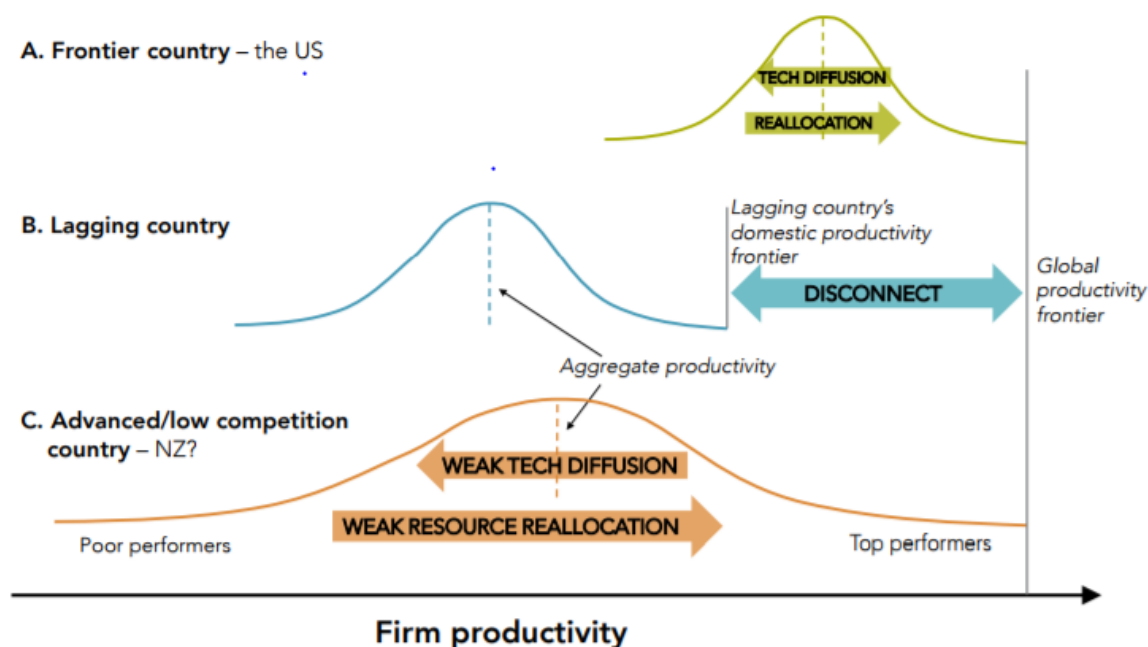 A. Frontier country – the US
TECH DIFFUSION
REALLOCATION
B. Lagging country
Lagging country's
domestic productivity
frontier
DISCONNECT
Global
productivity
frontier
Aggregate productivity
C. Advanced/low competition
country – NZ?
WEAK TECH DIFFUSION
WEAK RESOURCE REALLOCATION
Poor performers
Top performers
Firm productivity